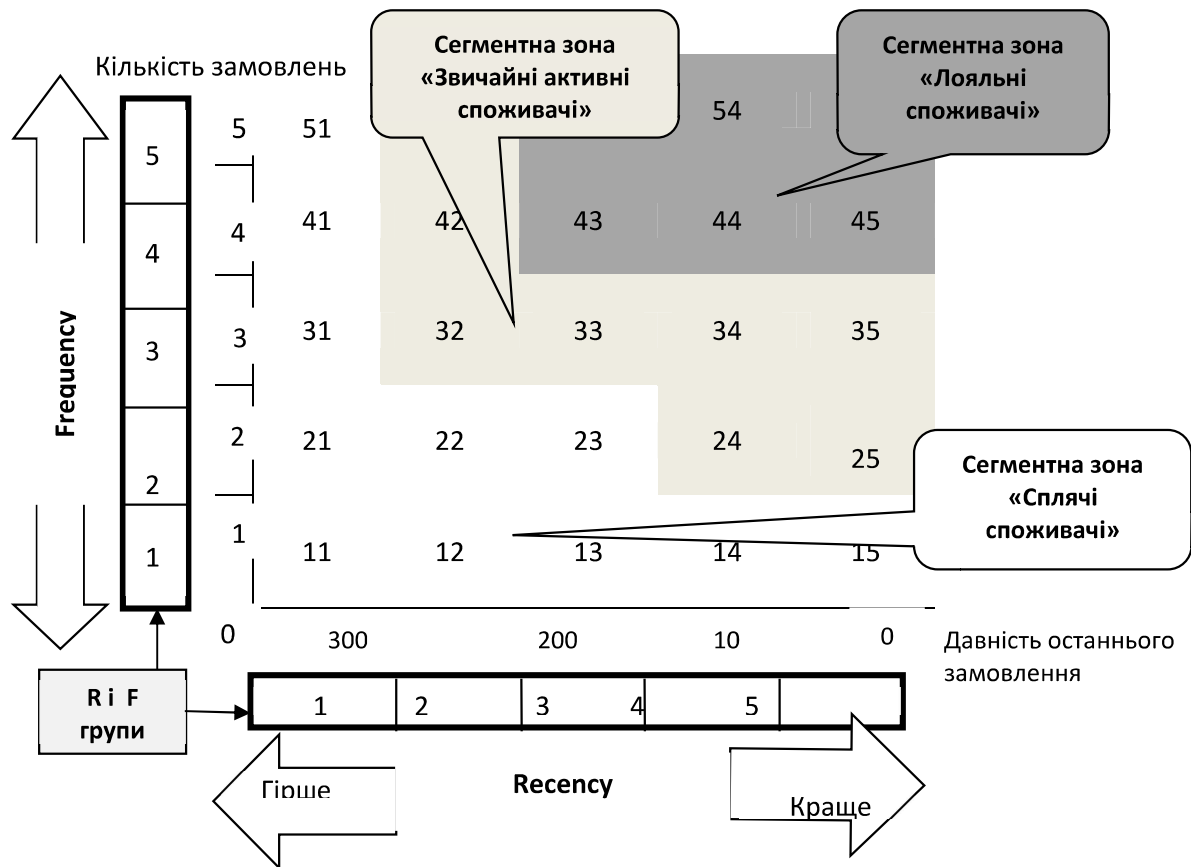 Сегментна зона
«Звичайні активні
споживачі»
Сегментна зона
«Лояльні
споживачі»
Кількість замовлень
5
5
51
54
4
4
41
42
43
44
45
Frequency
3
3
31
32
33
34
35
2
2
21
22
23
24
25
Сегментна зона
«Сплячі
споживачі»
1
1
11
12
13
14
15
0
300
200
10
0
Давність останнього
замовлення
R і F
групи
1
2
3
4
5
Гірше
Recency
Краще